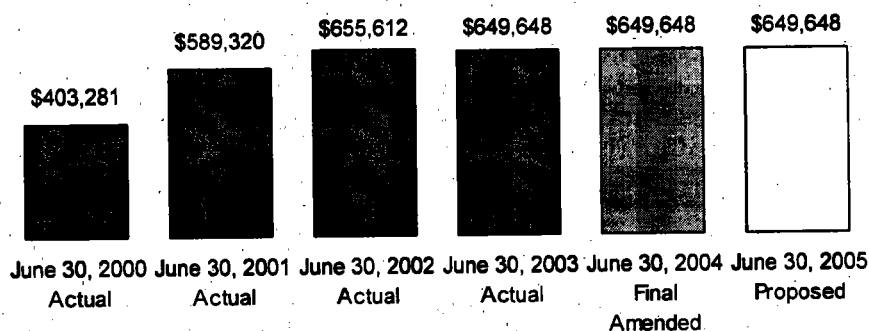 $403,281
$589,320
$655,612
$649,648
$649,648
$649,648
June 30, 2000 June 30, 2001 June 30, 2002 June 30, 2003 June 30, 2004 June 30, 2005
Actual Actual Actual Actual Final Proposed
Amended